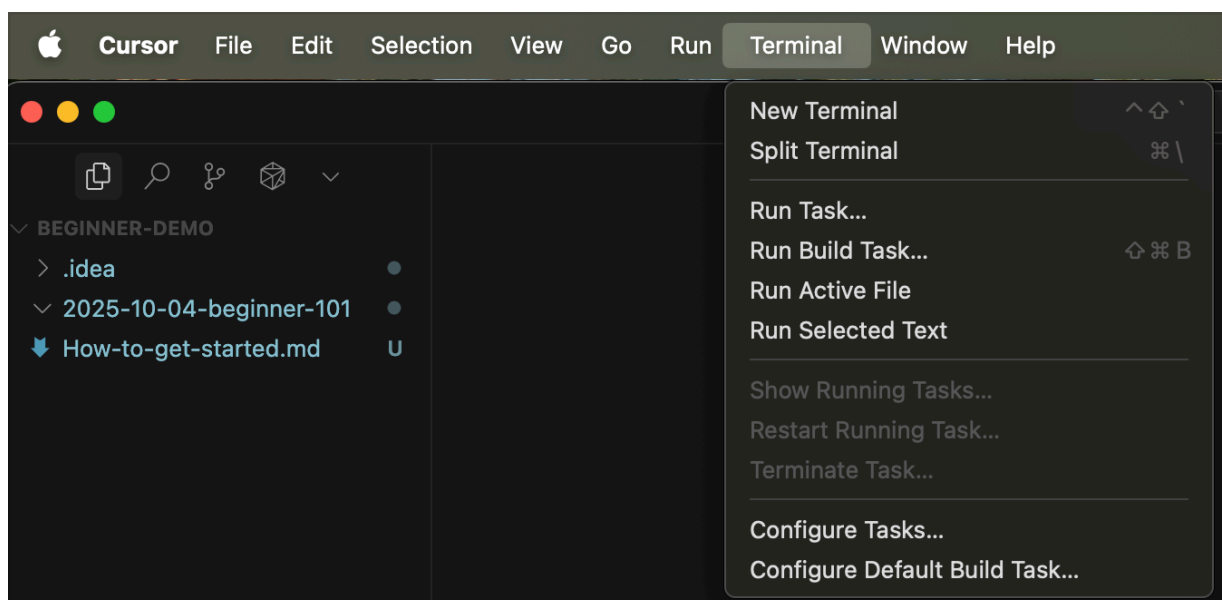 Cursor File Edit Selection View Go Run Terminal Window Help
New Terminal ^⇧`
Split Terminal ⌘\
BEGINNER-DEMO
Run Task...
Run Build Task... ⇧⌘B
.idea
Run Active File
2025-10-04-beginner-101
Run Selected Text
How-to-get-started.md U
Show Running Tasks...
Restart Running Task...
Terminate Task...
Configure Tasks...
Configure Default Build Task...